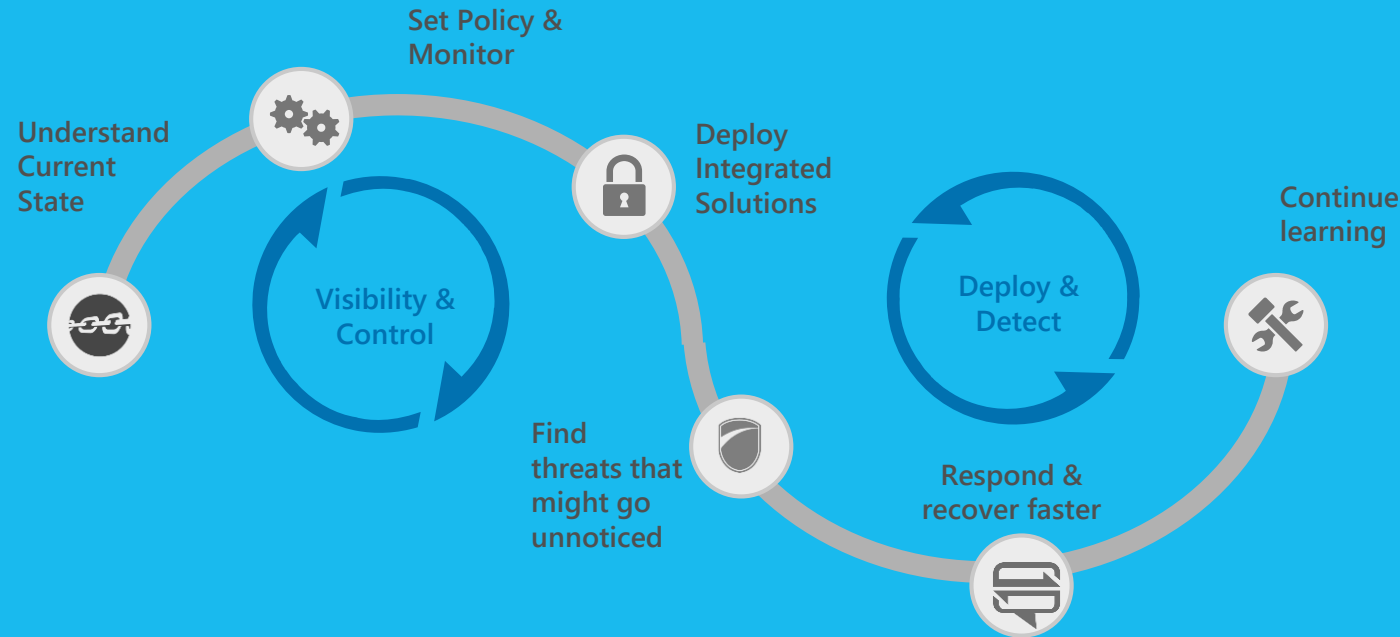 Understand
Current
State
Set Policy &
Monitor
Deploy
Integrated
Solutions
Visibility &
Control
Find
threats that
might go
unnoticed
Deploy &
Detect
Respond &
recover faster
Continue
learning